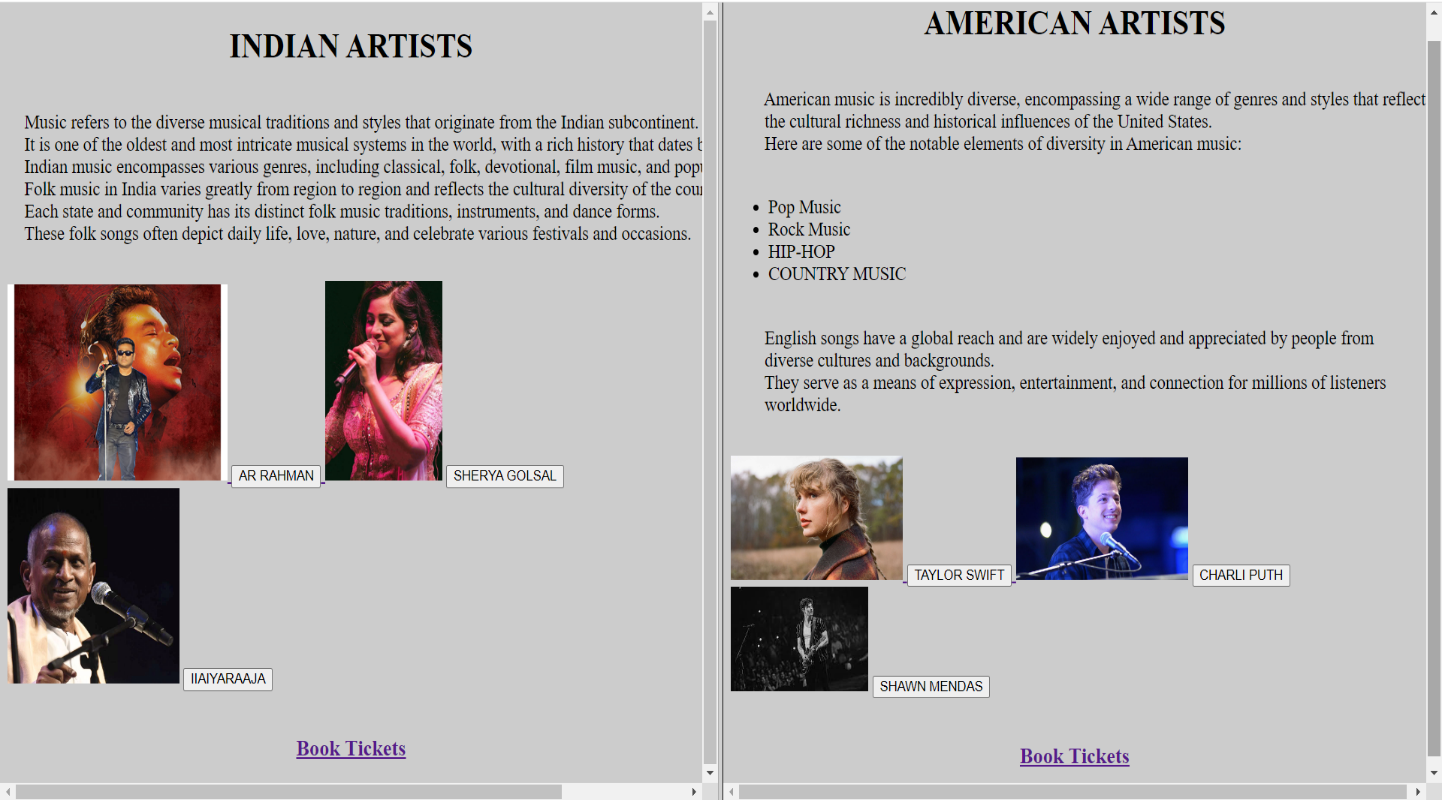 INDIAN ARTISTS
Music refers to the diverse musical traditions and styles that originate from the Indian subcontinent.
It is one of the oldest and most intricate musical systems in the world, with a rich history that dates
Indian music encompasses various genres, including classical, folk, devotional, film music, and
Folk music in India varies greatly from region to region and reflects the cultural diversity of the
Each state and community has its distinct folk music traditions, instruments, and dance forms.
These folk songs often depict daily life, love, nature, and celebrate various festivals and occasions.
AR RAHMAN
SHERYA GOLSAL
IIAIYARAAJA
Book Tickets
AMERICAN ARTISTS
American music is incredibly diverse, encompassing a wide range of genres and styles that reflect
the cultural richness and historical influences of the United States.
Here are some of the notable elements of diversity in American music:
• Pop Music
• Rock Music
• HIP-HOP
• COUNTRY MUSIC
English songs have a global reach and are widely enjoyed and appreciated by people from
diverse cultures and backgrounds.
They serve as a means of expression, entertainment, and connection for millions of listeners
worldwide.
TAYLOR SWIFT
CHARLI PUTH
SHAWN MENDAS
Book Tickets